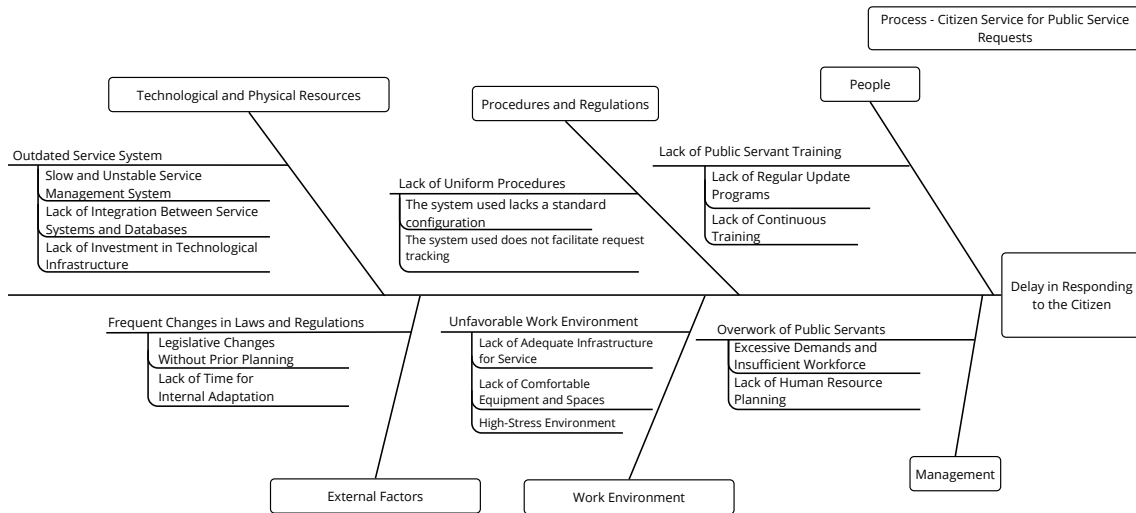 Process - Citizen Service for Public Service
Requests
Technological and Physical Resources
Procedures and Regulations
People
Outdated Service System
Slow and Unstable Service
Management System
Lack of Integration Between Service
Systems and Databases
Lack of Investment in Technological
Infrastructure
Lack of Uniform Procedures
The system used lacks a standard
configuration
The system used does not facilitate request
tracking
Lack of Public Servant Training
Lack of Regular Update
Programs
Lack of Continuous
Training
Delay in Responding
to the Citizen
Frequent Changes in Laws and Regulations
Legislative Changes
Without Prior Planning
Lack of Time for
Internal Adaptation
Unfavorable Work Environment
Lack of Adequate Infrastructure
for Service
Lack of Comfortable
Equipment and Spaces
High-Stress Environment
Overwork of Public Servants
Excessive Demands and
Insufficient Workforce
Lack of Human Resource
Planning
External Factors
Work Environment
Management